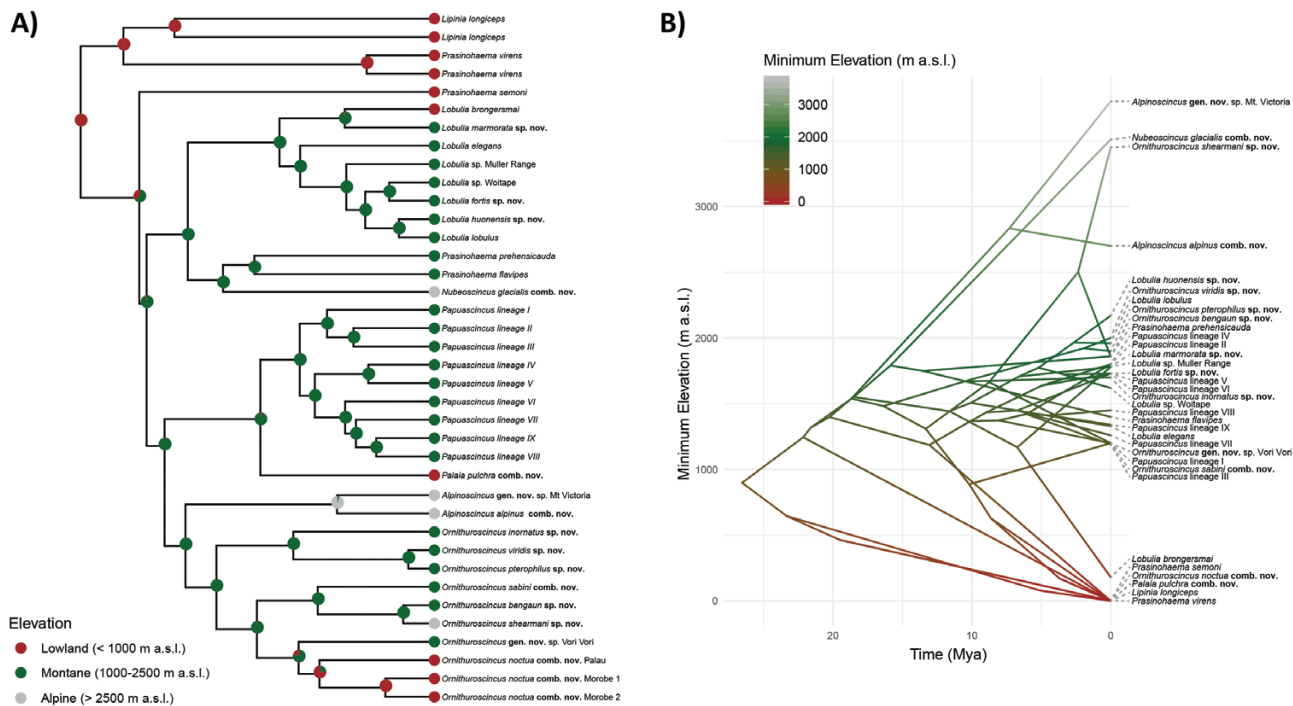 A)
Lipinia longiceps
Lipinia longiceps
Prasinohaema virens
Prasinohaema virens
Prasinohaema semoni
Lobulia brongersmai
Lobulia marmorata sp. nov.
Lobulia elegans
Lobulia sp. Muller Range
Lobulia sp. Woitape
Lobulia fortis sp. nov.
Lobulia huonensis sp. nov.
Lobulia lobulus
Prasinohaema prehensicauda
Prasinohaema flavipes
Nubeoscincus glacialis comb. nov.
Papuascincus lineage I
Papuascincus lineage II
Papuascincus lineage III
Papuascincus lineage IV
Papuascincus lineage V
Papuascincus lineage VI
Papuascincus lineage VII
Papuascincus lineage IX
Papuascincus lineage VIII
Palaia pulchra comb. nov.
Alpinoscincus gen. nov. sp. Mt Victoria
Alpinoscincus alpinus comb. nov.
Ornithuroscincus inornatus sp. nov.
Ornithuroscincus viridis sp. nov.
Ornithuroscincus pterophilus sp. nov.
Ornithuroscincus sabini comb. nov.
Ornithuroscincus bengaun sp. nov.
Ornithuroscincus shearmani sp. nov.
Ornithuroscincus gen. nov. sp. Vori Vori
Ornithuroscincus noctua comb. nov. Palau
Ornithuroscincus noctua comb. nov. Morobe 1
Ornithuroscincus noctua comb. nov. Morobe 2
Elevation
Lowland (< 1000 m a.s.l.)
Montane (1000-2500 m a.s.l.)
Alpine (> 2500 m a.s.l.)
B)
Minimum Elevation (m a.s.l.)
3000
2000
1000
0
Minimum Elevation (m a.s.l.)
3000
2000
1000
0
20
10
0
Time (Mya)
Alpinoscincus gen. nov. sp. Mt. Victoria
Nubeoscincus glacialis comb. nov.
Ornithuroscincus shearmani sp. nov.
Alpinoscincus alpinus comb. nov.
Lobulia huonensis sp. nov.
Ornithuroscincus viridis sp. nov.
Lobulia lobulus
Ornithuroscincus pterophilus sp. nov.
Ornithuroscincus bengaun sp. nov.
Prasinohaema prehensicauda
Papuascincus lineage IV
Papuascincus lineage II
Lobulia marmorata sp. nov.
Lobulia sp. Muller Range
Lobulia fortis sp. nov.
Papuascincus lineage V
Papuascincus lineage VI
Ornithuroscincus inornatus sp. nov.
Lobulia sp. Woitape
Papuascincus lineage VIII
Prasinohaema flavipes
Papuascincus lineage IX
Lobulia elegans
Papuascincus lineage VII
Ornithuroscincus gen. nov. sp. Vori Vori
Papuascincus lineage I
Ornithuroscincus sabini comb. nov.
Papuascincus lineage III
Lobulia brongersmai
Prasinohaema semoni
Ornithuroscincus noctua comb. nov.
Palaia pulchra comb. nov.
Lipinia longiceps
Prasinohaema virens